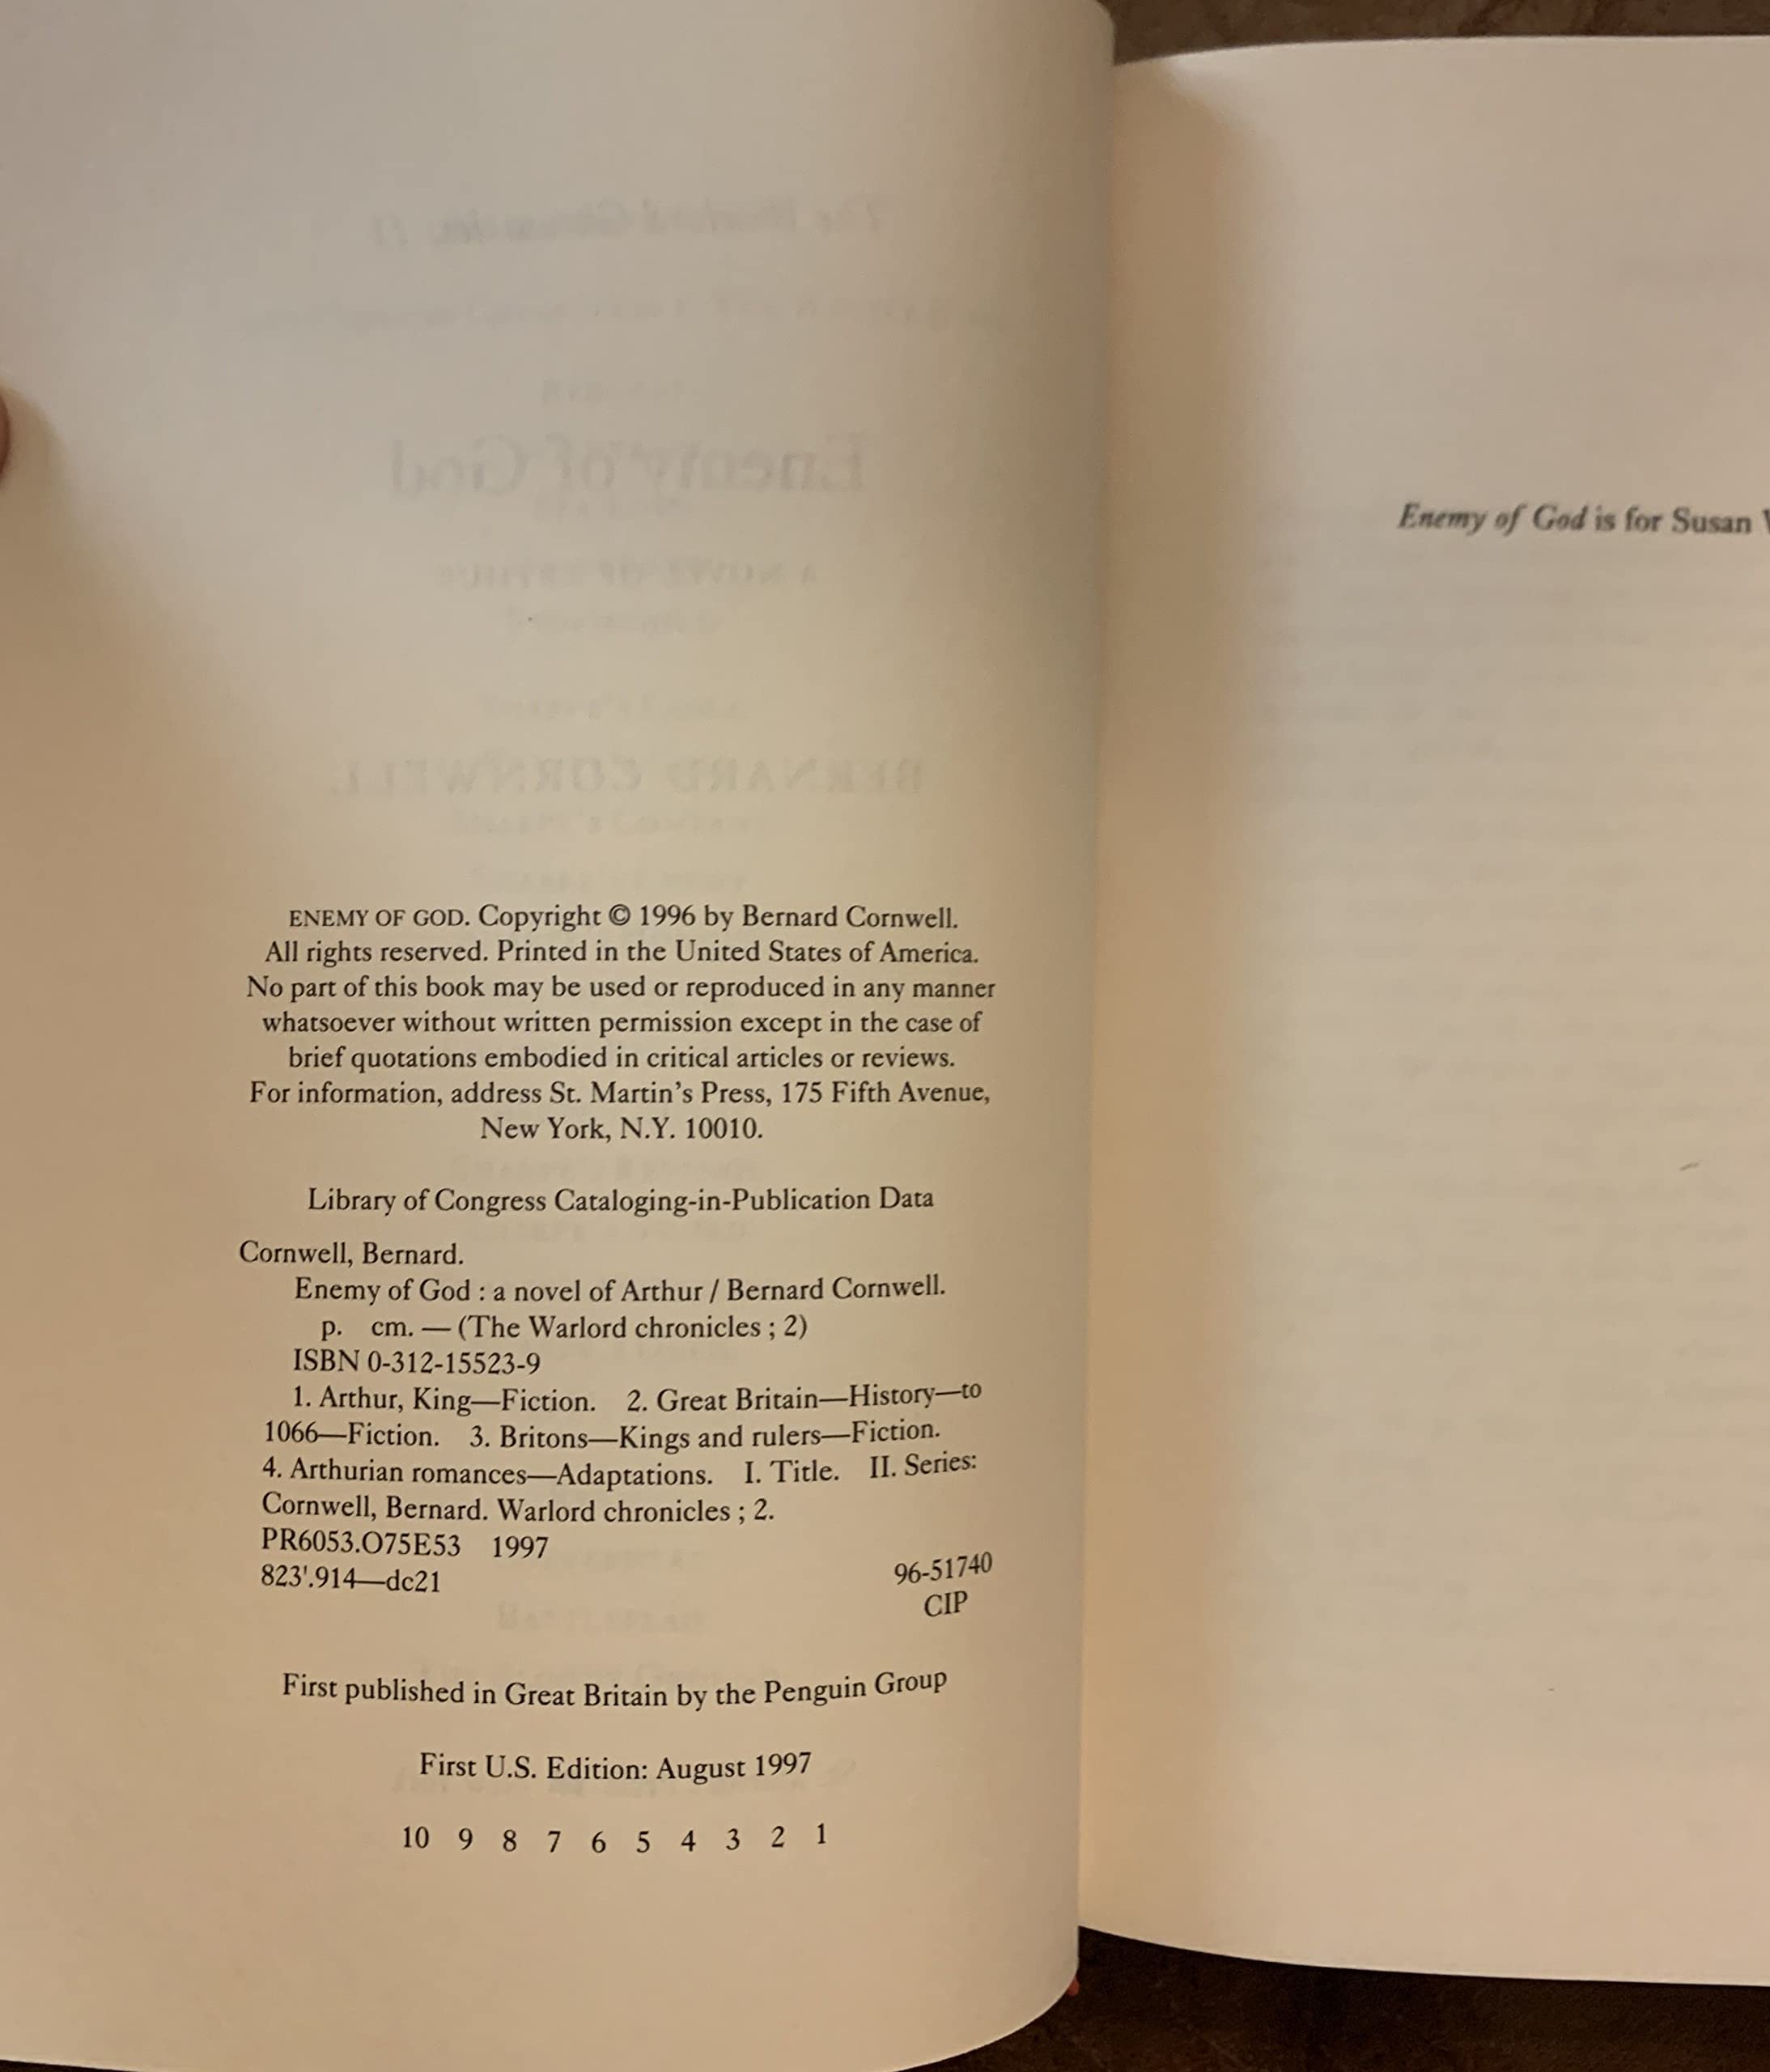 ENEMY OF GOD. Copyright © 1996 by Bernard Cornwell.
All rights reserved. Printed in the United States of America.
No part of this book may be used or reproduced in any manner
whatsoever without written permission except in the case of
brief quotations embodied in critical articles or reviews.
For information, address St. Martin's Press, 175 Fifth Avenue,
New York, N.Y. 10010.
Library of Congress Cataloging-in-Publication Data
Cornwell, Bernard.
Enemy of God : a novel of Arthur / Bernard Cornwell.
p. cm. — (The Warlord chronicles ; 2)
ISBN 0-312-15523-9
1. Arthur, King—Fiction. 2. Great Britain—History—to
1066—Fiction. 3. Britons—Kings and rulers—Fiction.
4. Arthurian romances—Adaptations. I. Title. II. Series:
Cornwell, Bernard. Warlord chronicles ; 2.
PR6053.O75E53 1997
823'.914—dc21 96-51740
CIP
First published in Great Britain by the Penguin Group
First U.S. Edition: August 1997
10 9 8 7 6 5 4 3 2 1
Enemy of God is for Susan